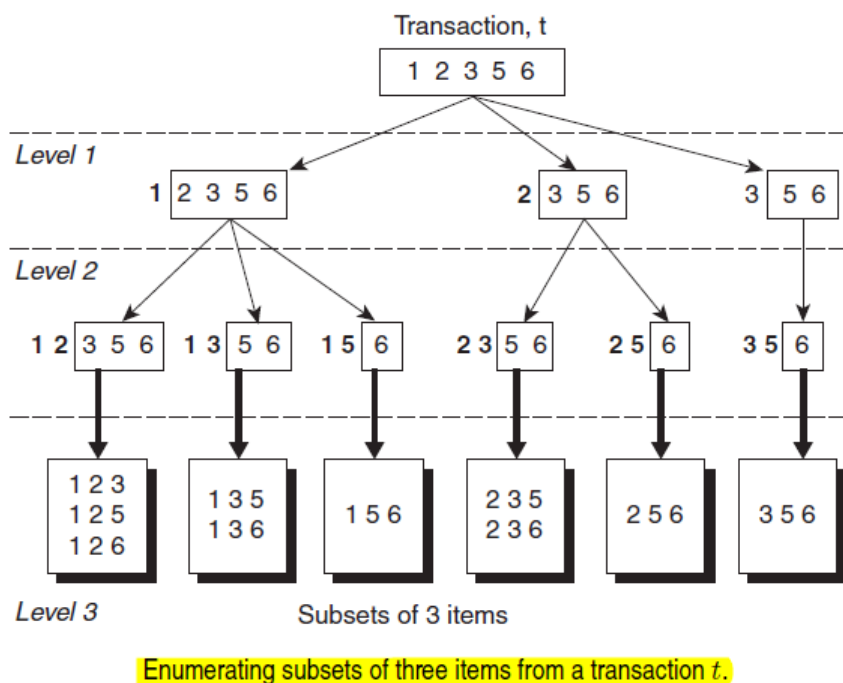 Transaction, t
1 2 3 5 6
Level 1
1 2 3 5 6
2 3 5 6
3 5 6
Level 2
1 2 3 5 6
1 3 5 6
1 5 6
2 3 5 6
2 5 6
3 5 6
1 2 3
1 2 5
1 2 6
1 3 5
1 3 6
1 5 6
2 3 5
2 3 6
2 5 6
3 5 6
Level 3
Subsets of 3 items
Enumerating subsets of three items from a transaction t.